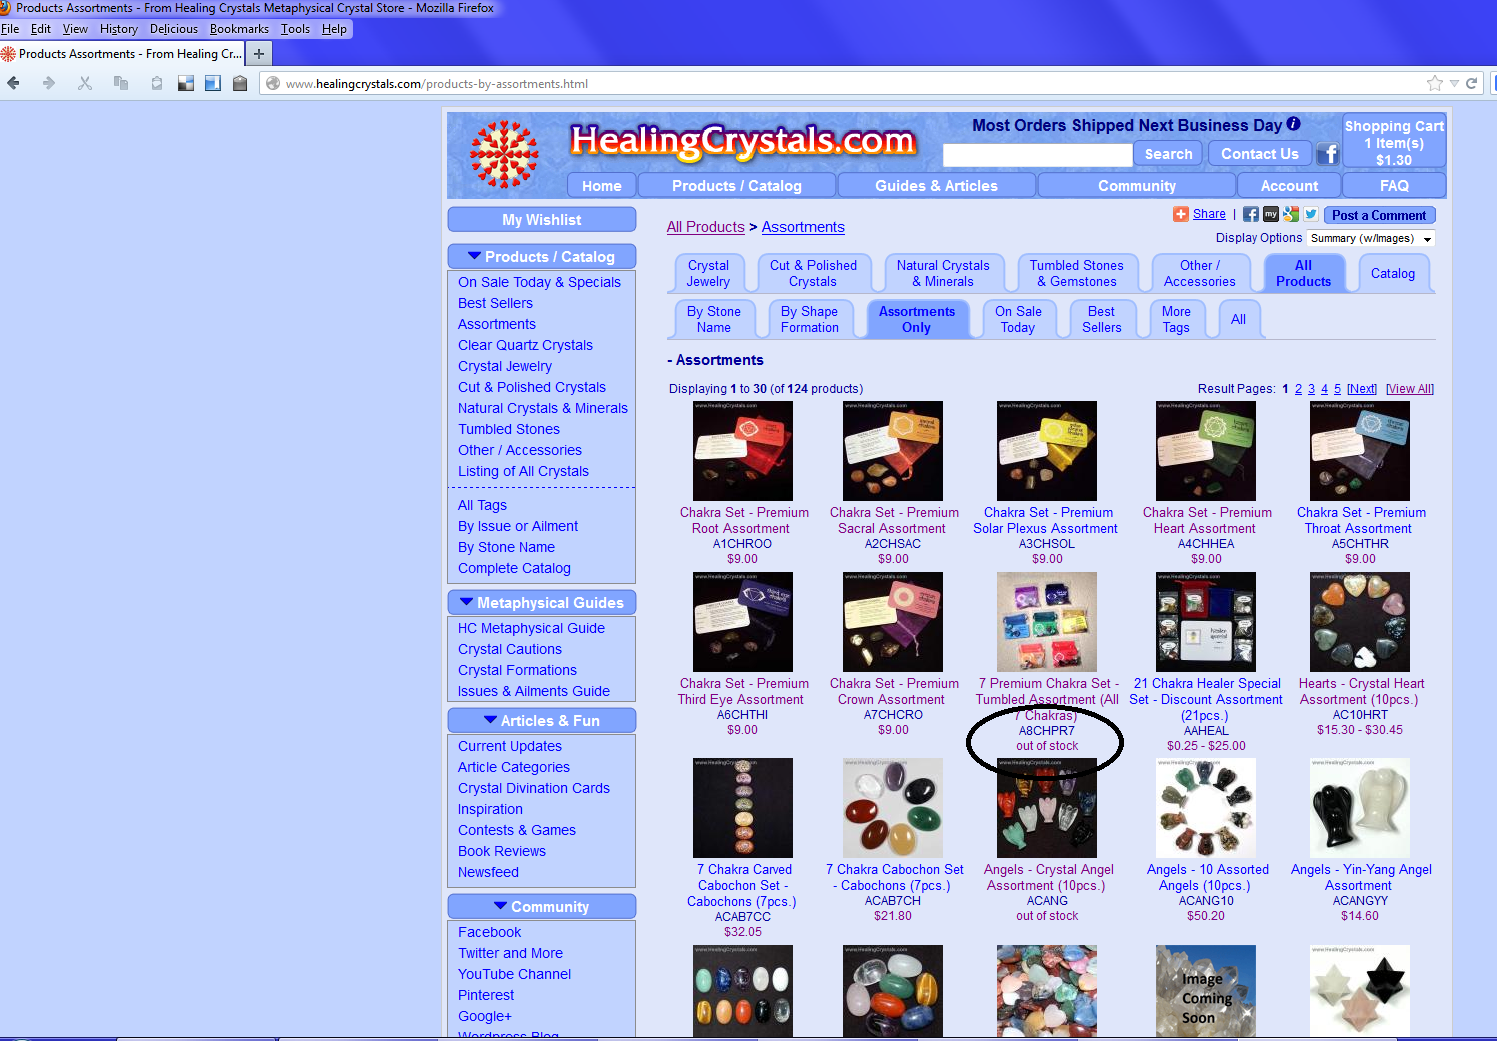 Products Assortments - From Healing Crystals Metaphysical Crystal Store - Mozilla Firefox
File Edit View History Delicious Bookmarks Tools Help
Products Assortments - From Healing Cr... +
www.healingcrystals.com/products-by-assortments.html
HealingCrystals.com
Most Orders Shipped Next Business Day i
Search Contact Us f
Shopping Cart
1 Item(s)
$1.30
Home Products / Catalog Guides & Articles Community Account FAQ
My Wishlist
Products / Catalog
On Sale Today & Specials
Best Sellers
Assortments
Clear Quartz Crystals
Crystal Jewelry
Cut & Polished Crystals
Natural Crystals & Minerals
Tumbled Stones
Other / Accessories
Listing of All Crystals
All Tags
By Issue or Ailment
By Stone Name
Complete Catalog
Metaphysical Guides
HC Metaphysical Guide
Crystal Cautions
Crystal Formations
Issues & Ailments Guide
Articles & Fun
Current Updates
Article Categories
Crystal Divination Cards
Inspiration
Contests & Games
Book Reviews
Newsfeed
Community
Facebook
Twitter and More
YouTube Channel
Pinterest
Google+
Wordpress Blog
All Products > Assortments
Share | Post a Comment
Display Options Summary (w/Images)
Crystal Jewelry
Cut & Polished Crystals
Natural Crystals & Minerals
Tumbled Stones & Gemstones
Other / Accessories
All Products
Catalog
By Stone Name
By Shape Formation
Assortments Only
On Sale Today
Best Sellers
More Tags
All
- Assortments
Displaying 1 to 30 (of 124 products)
Result Pages: 1 2 3 4 5 [Next] [View All]
Chakra Set - Premium
Root Assortment
A1CHROO
$9.00
Chakra Set - Premium
Sacral Assortment
A2CHSAC
$9.00
Chakra Set - Premium
Solar Plexus Assortment
A3CHSOL
$9.00
Chakra Set - Premium
Heart Assortment
A4CHHEA
$9.00
Chakra Set - Premium
Throat Assortment
A5CHTHR
$9.00
Chakra Set - Premium
Third Eye Assortment
A6CHTHI
$9.00
Chakra Set - Premium
Crown Assortment
A7CHCRO
$9.00
7 Premium Chakra Set -
Tumbled Assortment (All
7 Chakras)
A8CHPR7
out of stock
21 Chakra Healer Special
Set - Discount Assortment
(21pcs.)
AAHEAL
$0.25 - $25.00
Hearts - Crystal Heart
Assortment (10pcs.)
AC10HRT
$15.30 - $30.45
7 Chakra Carved
Cabochon Set -
Cabochons (7pcs.)
ACAB7CC
$32.05
7 Chakra Cabochon Set
- Cabochons (7pcs.)
ACAB7CH
$21.80
Angels - Crystal Angel
Assortment (10pcs.)
ACANG
out of stock
Angels - 10 Assorted
Angels (10pcs.)
ACANG10
$50.20
Angels - Yin-Yang Angel
Assortment
ACANGYY
$14.60
Image
Coming
Soon